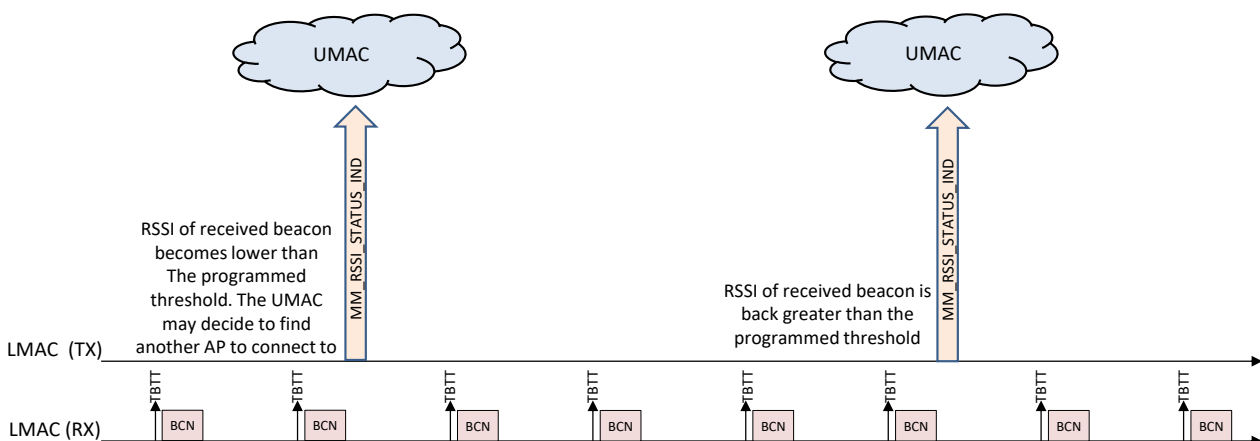 UMAC
UMAC
MM_RSSI_STATUS_IND
MM_RSSI_STATUS_IND
RSSI of received beacon
becomes lower than
The programmed
threshold. The UMAC
may decide to find
another AP to connect to
RSSI of received beacon is
back greater than the
programmed threshold
LMAC (TX)
TBTT
TBTT
TBTT
TBTT
TBTT
TBTT
TBTT
TBTT
LMAC (RX)
BCN
BCN
BCN
BCN
BCN
BCN
BCN
BCN